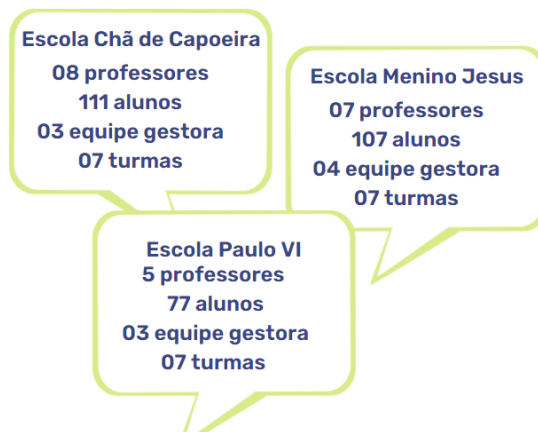 Escola Chã de Capoeira
08 professores
111 alunos
03 equipe gestora
07 turmas
Escola Menino Jesus
07 professores
107 alunos
04 equipe gestora
07 turmas
Escola Paulo VI
5 professores
77 alunos
03 equipe gestora
07 turmas